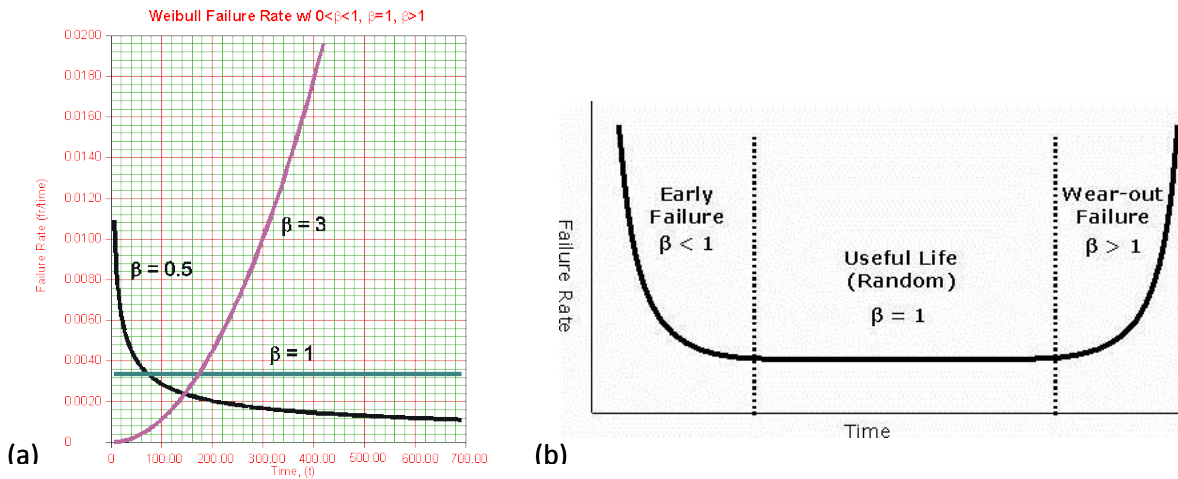 Weibull Failure Rate w/ 0<β<1, β=1, β>1
0.0200
0.0180
0.0160
0.0140
0.0120
0.0100
0.0080
0.0060
0.0040
0.0020
0
Failure Rate (fr/time)
β = 3
β = 0.5
β = 1
0
100.00
200.00
300.00
400.00
500.00
600.00
700.00
Time, (t)
(a)
Failure Rate
Early
Failure
β < 1
Useful Life
(Random)
β = 1
Wear-out
Failure
β > 1
Time
(b)